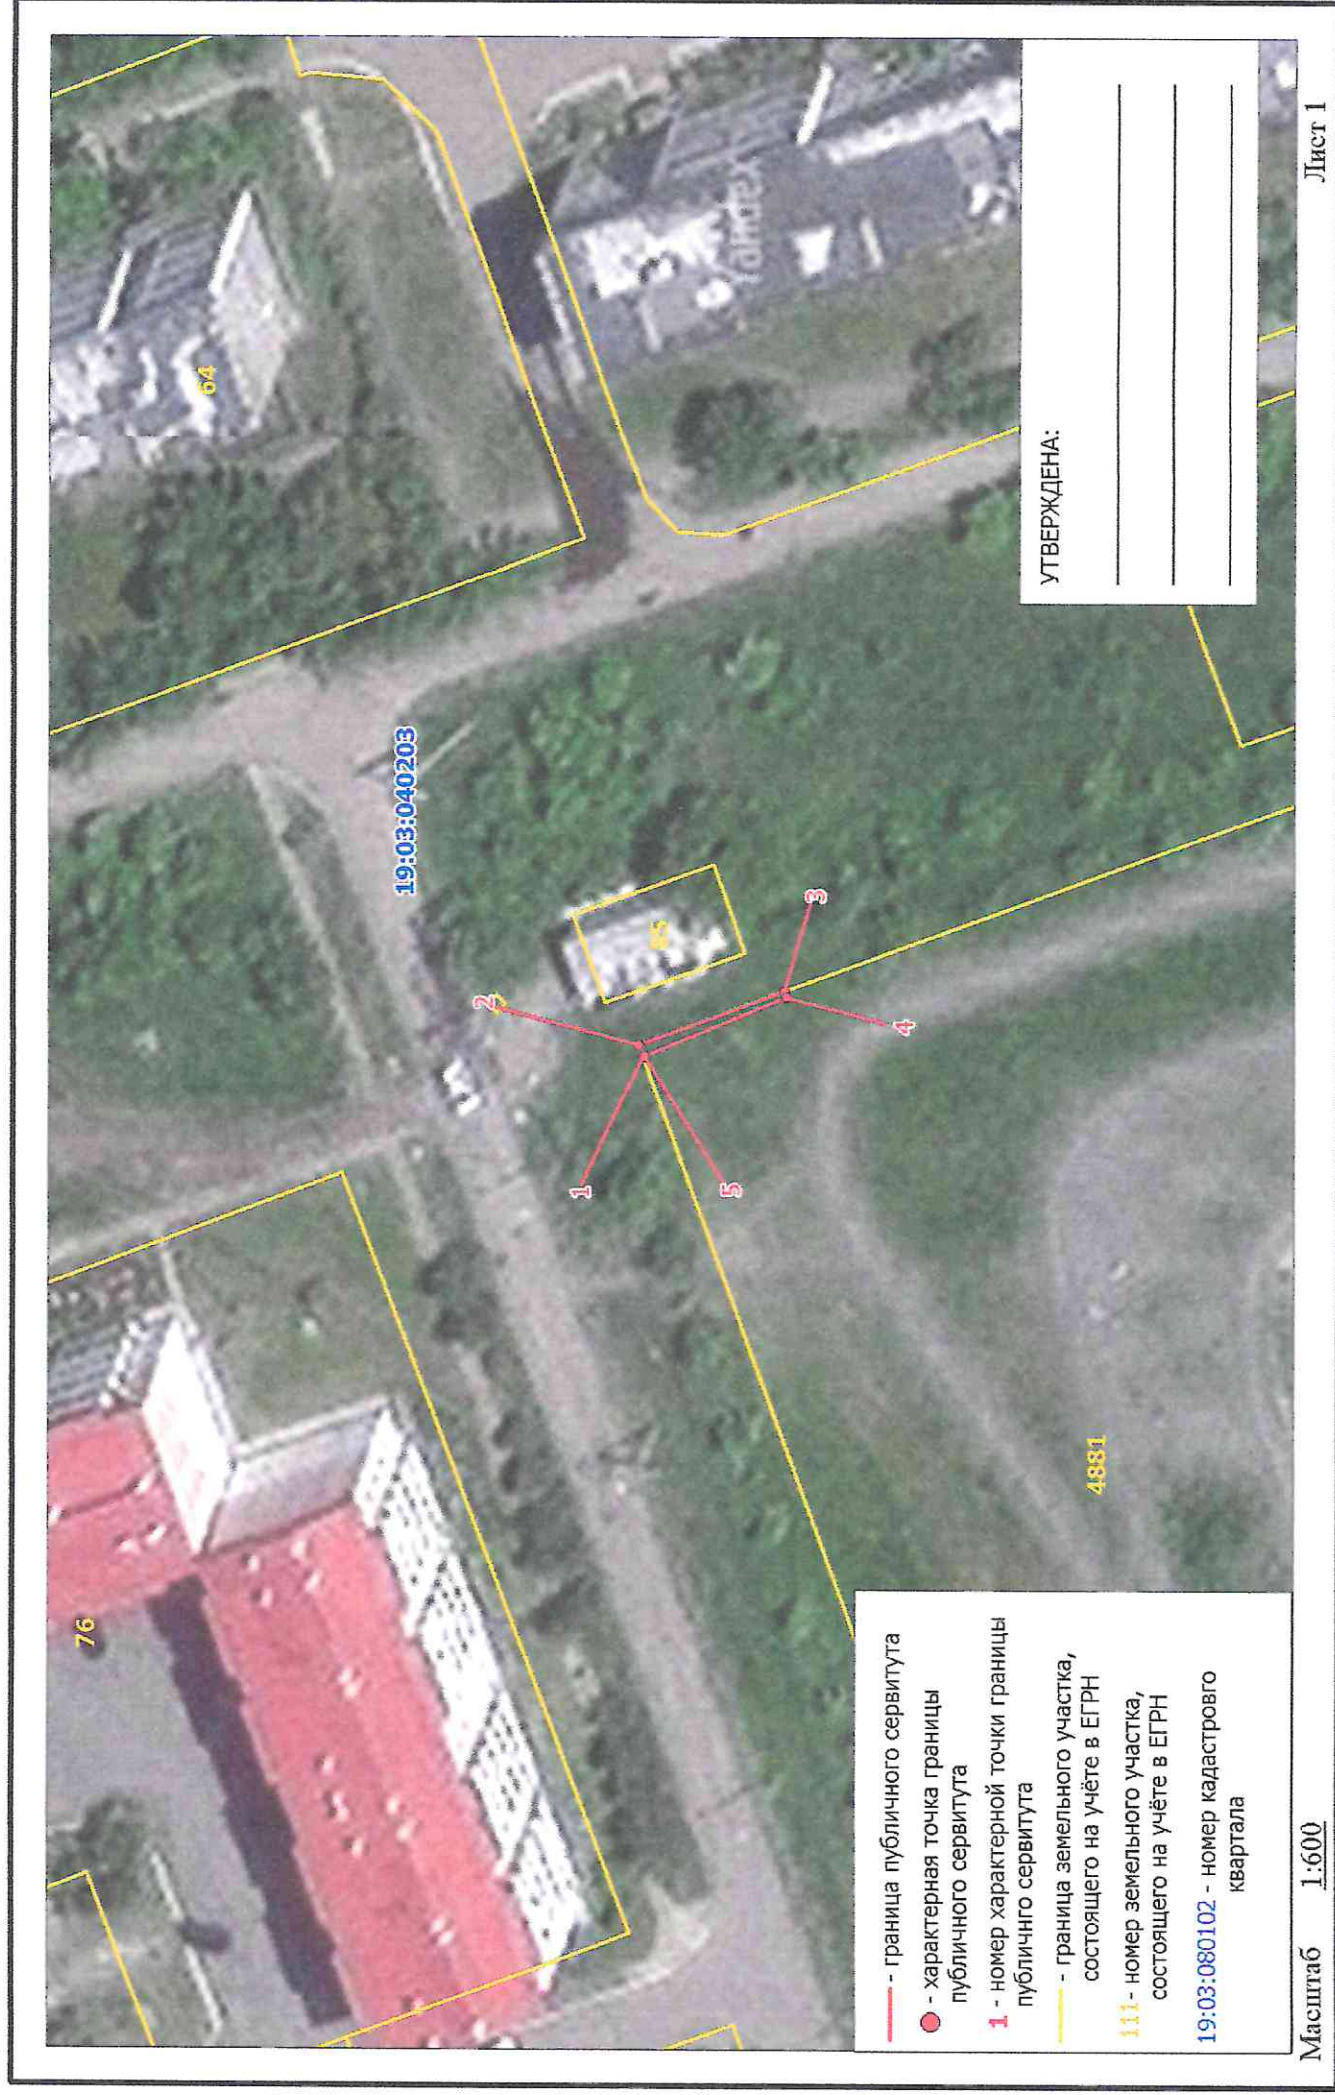 76
64
Yandex
19:03:040203
85
2
1
3
5
4
4881
УТВЕРЖДЕНА:
- граница публичного сервитута
- характерная точка границы
публичного сервитута
1 - номер характерной точки границы
публичнго сервитута
- граница земельного участка,
состоящего на учёте в ЕГРН
111- номер земельного участка,
состоящего на учёте в ЕГРН
19:03:080102 - номер кадастрового
квартала
Масштаб 1:600
Лист 1